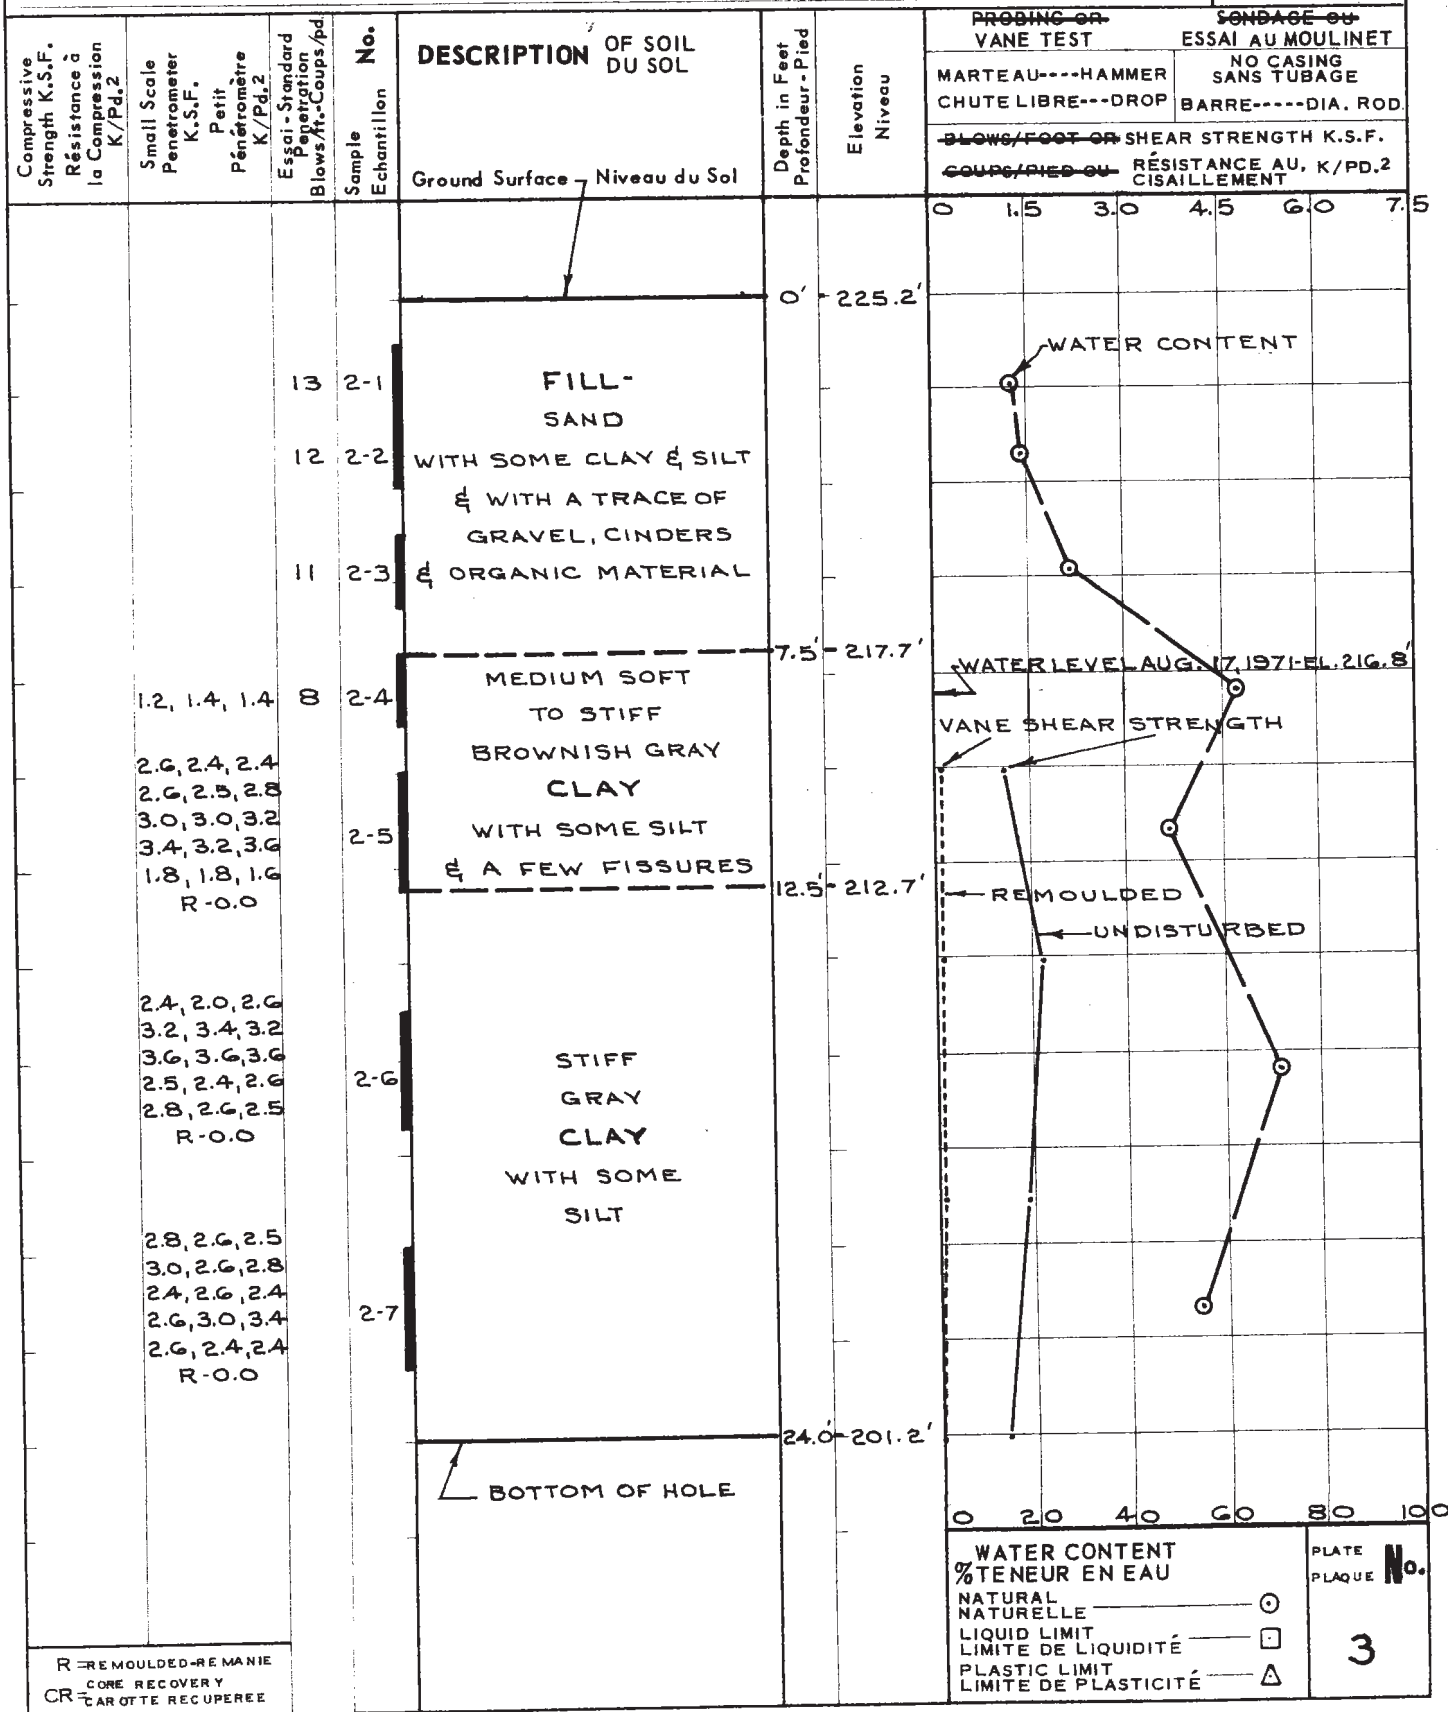 Compressive
Strength K.S.F.
Résistance à
la Compression
K/Pd.2
Small Scale
Penetrometer
K.S.F.
Petit
Pénétromètre
K/Pd.2
Essai-Standard
Penetration
Blows/ft.-Coups/pd.
Sample No.
Echantillon
DESCRIPTION OF SOIL
DU SOL
Ground Surface Niveau du Sol
Depth in Feet
Profondeur-Pied
Elevation
Niveau
PROBING OR
VANE TEST
SONDAGE OU
ESSAI AU MOULINET
MARTEAU----HAMMER
CHUTE LIBRE---DROP
NO CASING
SANS TUBAGE
BARRE-----DIA. ROD
BLOWS/FOOT OR SHEAR STRENGTH K.S.F.
COUPS/PIED OU RÉSISTANCE AU, K/PD.2
CISAILLEMENT
0 1.5 3.0 4.5 6.0 7.5
0' 225.2'
WATER CONTENT
13 2-1 FILL-
SAND
12 2-2 WITH SOME CLAY & SILT
& WITH A TRACE OF
GRAVEL, CINDERS
11 2-3 & ORGANIC MATERIAL
7.5' 217.7'
WATER LEVEL AUG. 17, 1971-EL. 216.8'
MEDIUM SOFT
1.2, 1.4, 1.4 8 2-4
TO STIFF
VANE SHEAR STRENGTH
BROWNISH GRAY
2.6, 2.4, 2.4
2.6, 2.5, 2.8 CLAY
3.0, 3.0, 3.2
2-5 WITH SOME SILT
3.4, 3.2, 3.6
& A FEW FISSURES
1.8, 1.8, 1.6
12.5' 212.7'
R-0.0
REMOULDED
UNDISTURBED
2.4, 2.0, 2.6
3.2, 3.4, 3.2
3.6, 3.6, 3.6 STIFF
2.5, 2.4, 2.6 2-6
GRAY
2.8, 2.6, 2.5
R-0.0 CLAY
WITH SOME
SILT
2.8, 2.6, 2.5
3.0, 2.6, 2.8
2.4, 2.6, 2.4
2.6, 3.0, 3.4 2-7
2.6, 2.4, 2.4
R-0.0
24.0' 201.2'
BOTTOM OF HOLE
0 20 40 60 80 100
WATER CONTENT
% TENEUR EN EAU
NATURAL
NATURELLE
LIQUID LIMIT
LIMITE DE LIQUIDITÉ
PLASTIC LIMIT
LIMITE DE PLASTICITÉ
PLATE
PLAQUE No.
3
R=REMOULDED-REMANIE
CR=CORE RECOVERY
CAROTTE RECUPEREE